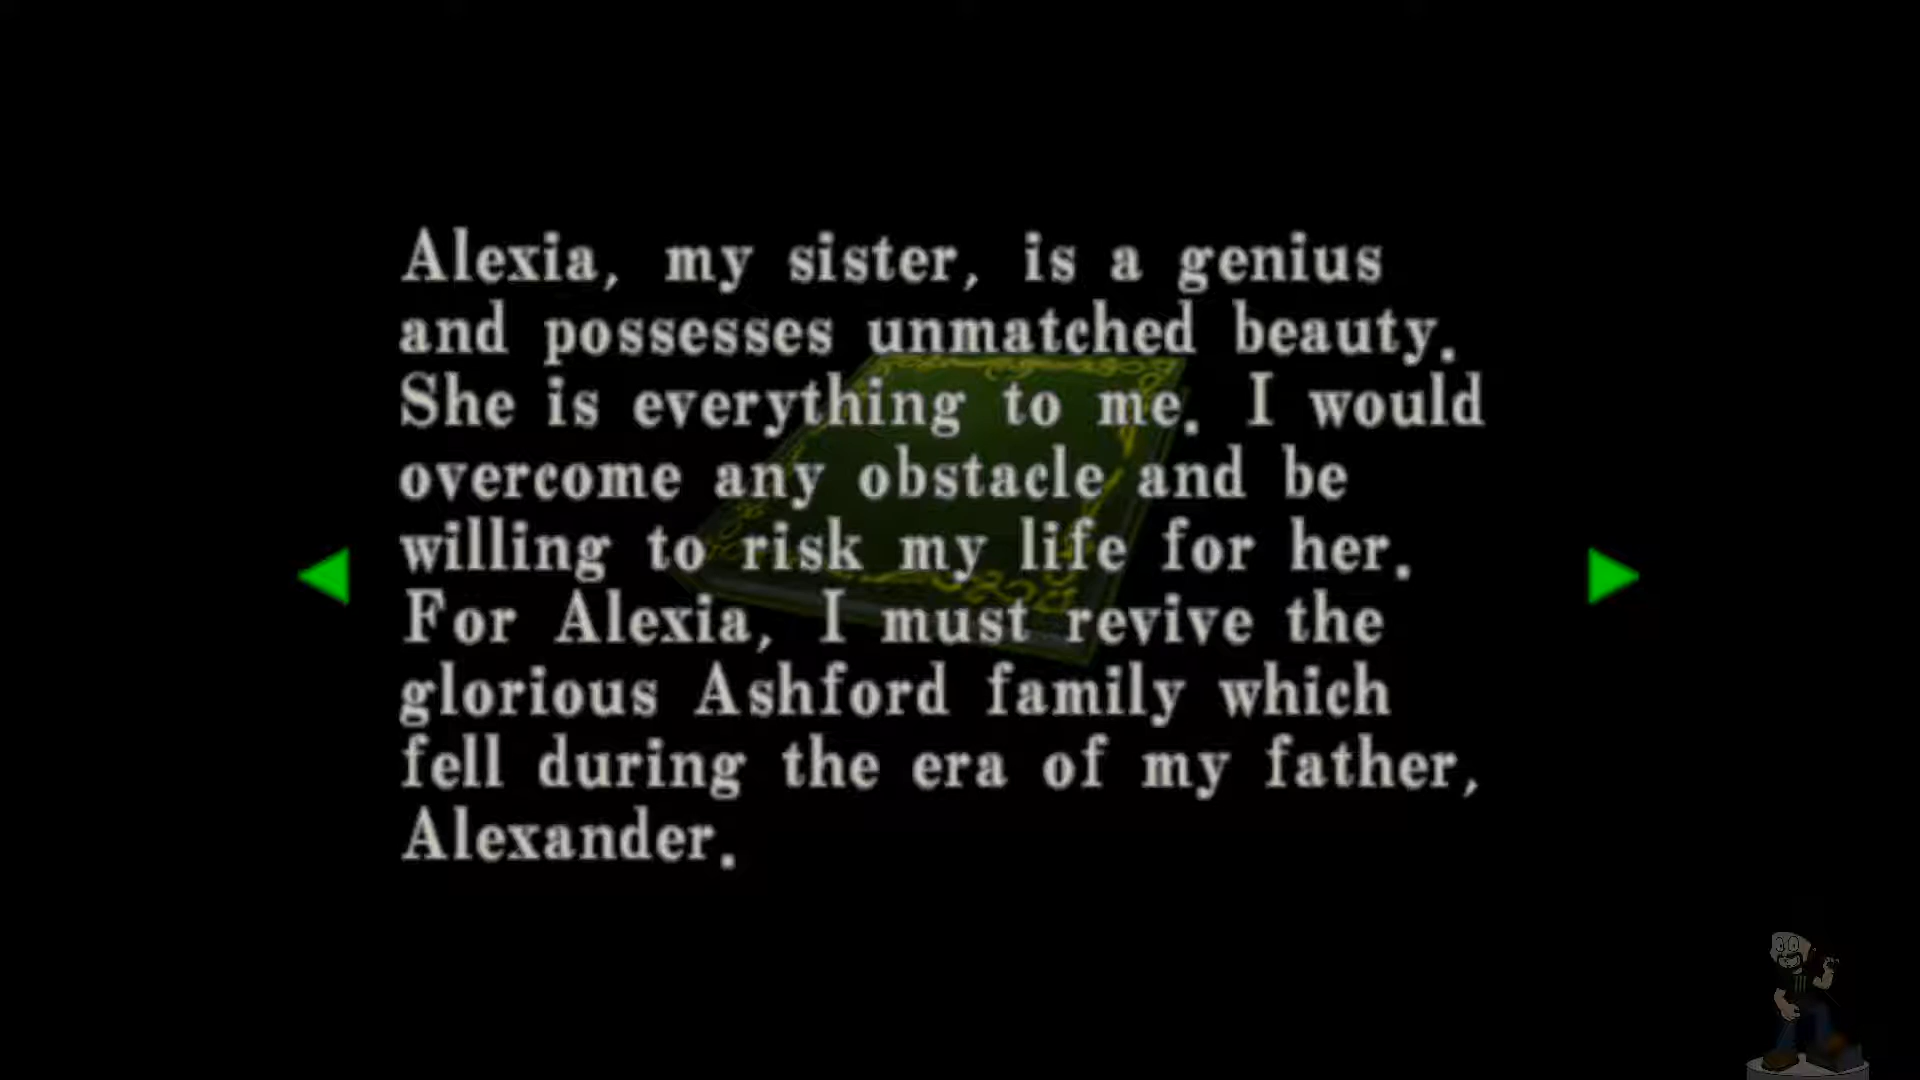 Alexia, my sister, is a genius
and possesses unmatched beauty.
She is everything to me. I would
overcome any obstacle and be
willing to risk my life for her.
For Alexia, I must revive the
glorious Ashford family which
fell during the era of my father,
Alexander.